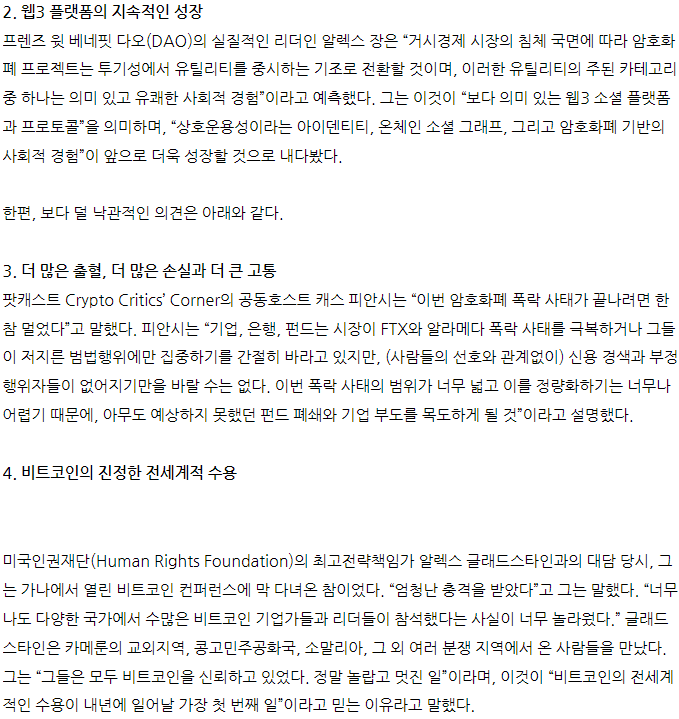 2. 웹3 플랫폼의 지속적인 성장
프렌즈 윗 베네핏 다오(DAO)의 실질적인 리더인 알렉스 장은 “거시경제 시장의 침체 국면에 따라 암호화
폐 프로젝트는 투기성에서 유틸리티를 중시하는 기조로 전환할 것이며, 이러한 유틸리티의 주된 카테고리
중 하나는 의미 있고 유쾌한 사회적 경험”이라고 예측했다. 그는 이것이 “보다 의미 있는 웹3 소셜 플랫폼
과 프로토콜”을 의미하며, “상호운용성이라는 아이덴티티, 온체인 소셜 그래프, 그리고 암호화폐 기반의
사회적 경험”이 앞으로 더욱 성장할 것으로 내다봤다.
한편, 보다 덜 낙관적인 의견은 아래와 같다.
3. 더 많은 출혈, 더 많은 손실과 더 큰 고통
팟캐스트 Crypto Critics’ Corner의 공동호스트 캐스 피안시는 “이번 암호화폐 폭락 사태가 끝나려면 한
참 멀었다”고 말했다. 피안시는 “기업, 은행, 펀드는 시장이 FTX와 알라메다 폭락 사태를 극복하거나 그들
이 저지른 범법행위에만 집중하기를 간절히 바라고 있지만, (사람들의 선호와 관계없이) 신용 경색과 부정
행위자들이 없어지기만을 바랄 수는 없다. 이번 폭락 사태의 범위가 너무 넓고 이를 정량화하기는 너무나
어렵기 때문에, 아무도 예상하지 못했던 펀드 폐쇄와 기업 부도를 목도하게 될 것”이라고 설명했다.
4. 비트코인의 진정한 전세계적 수용
미국인권재단(Human Rights Foundation)의 최고전략책임가 알렉스 글래드스타인과의 대담 당시, 그
는 가나에서 열린 비트코인 컨퍼런스에 막 다녀온 참이었다. “엄청난 충격을 받았다”고 그는 말했다. “너무
나도 다양한 국가에서 수많은 비트코인 기업가들과 리더들이 참석했다는 사실이 너무 놀라웠다.” 글래드
스타인은 카메룬의 교외지역, 콩고민주공화국, 소말리아, 그 외 여러 분쟁 지역에서 온 사람들을 만났다.
그는 “그들은 모두 비트코인을 신뢰하고 있었다. 정말 놀랍고 멋진 일”이라며, 이것이 “비트코인의 전세계
적인 수용이 내년에 일어날 가장 첫 번째 일”이라고 믿는 이유라고 말했다.